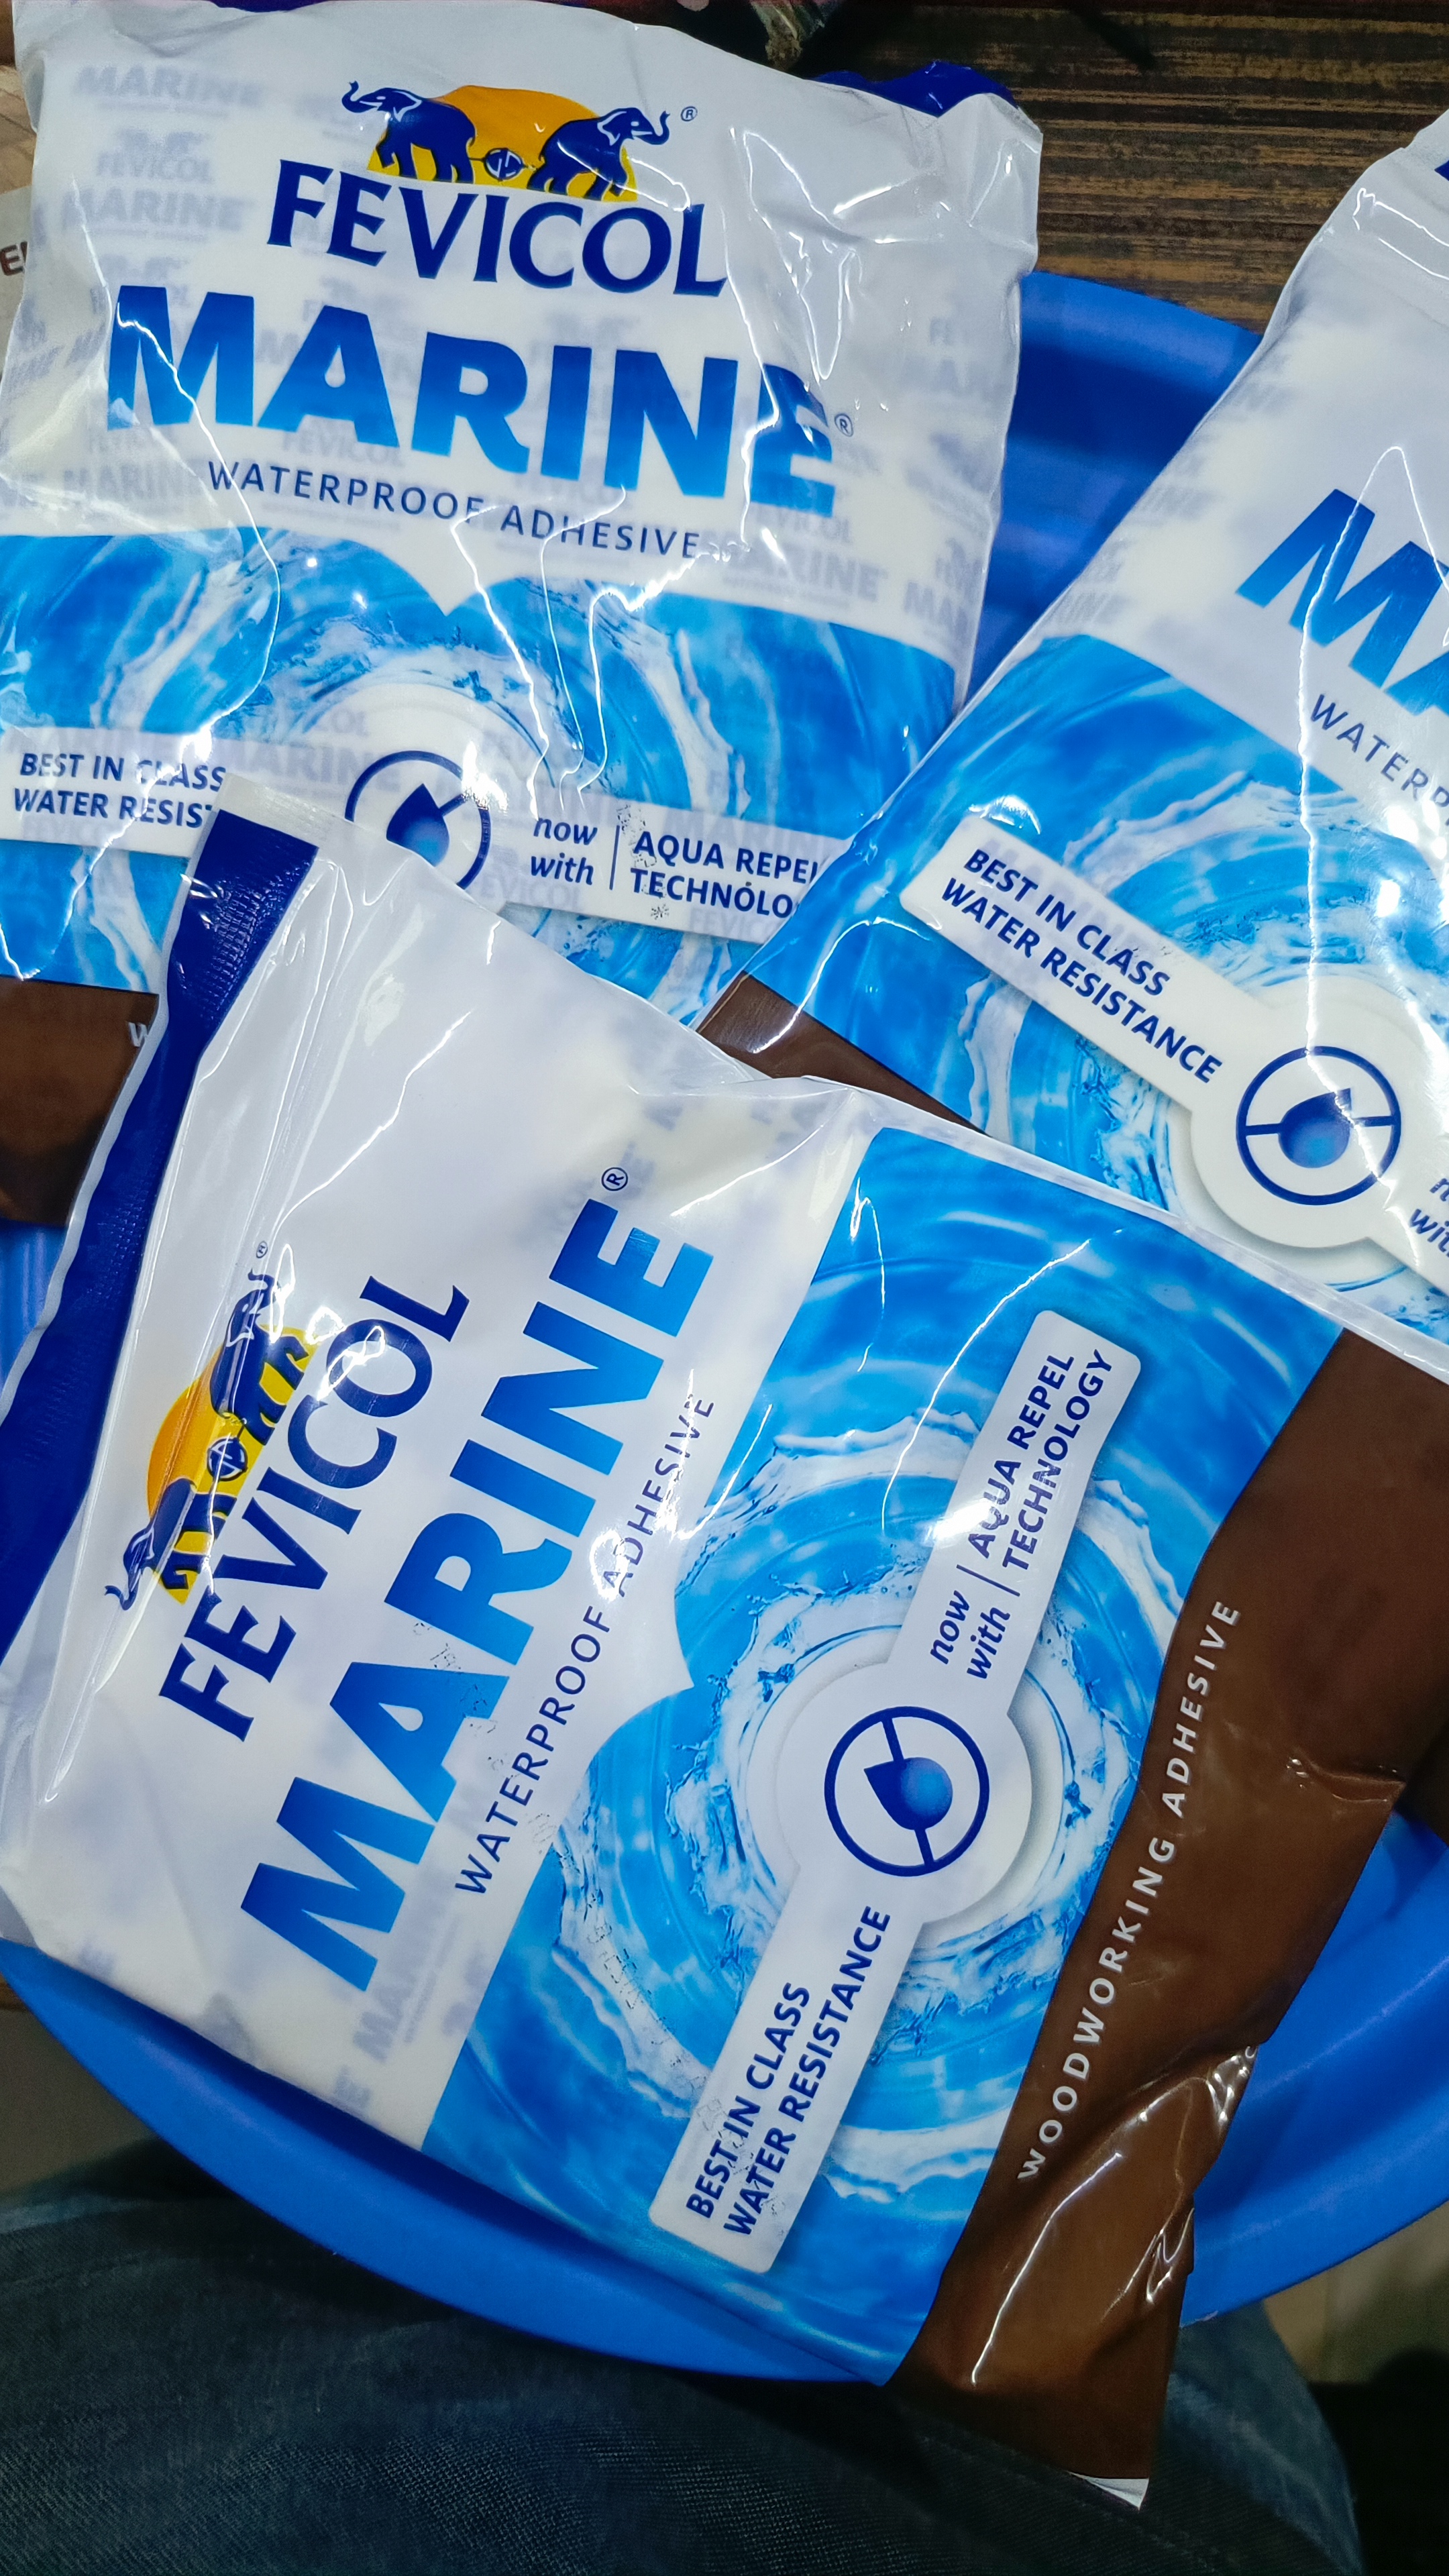 FEVICOL®
MARINE®
WATERPROOF ADHESIVE
BEST IN CLASS
WATER RESIST
now with | AQUA REPEL
TECHNOLO
MA
WATERP
BEST IN CLASS
WATER RESISTANCE
FEVICOL®
MARINE®
WATERPROOF ADHESIVE
BEST IN CLASS
WATER RESISTANCE
now with | AQUA REPEL
TECHNOLOGY
WOODWORKING ADHESIVE